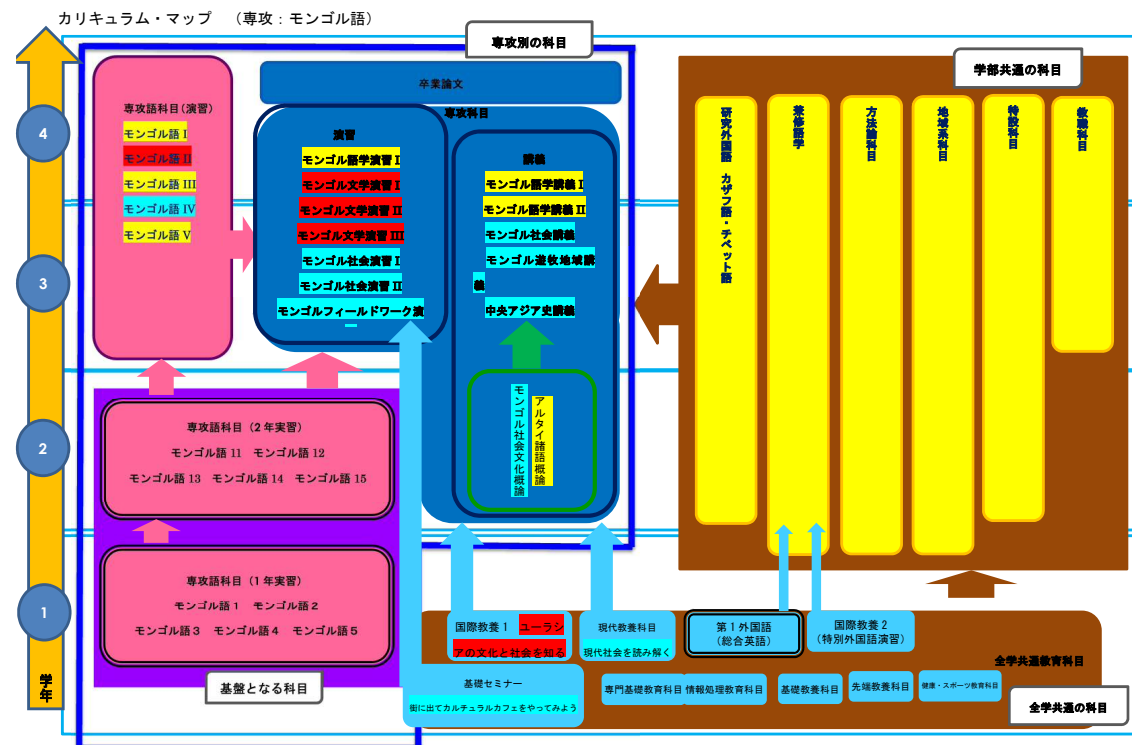 カリキュラム・マップ （専攻：モンゴル語）
専攻別の科目
学部共通の科目
卒業論文
専攻科目
専攻語科目（演習）
モンゴル語 I
モンゴル語 II
モンゴル語 III
モンゴル語 IV
モンゴル語 V
演習
モンゴル語学演習 I
モンゴル文学演習 I
モンゴル文学演習 II
モンゴル文学演習 III
モンゴル社会演習 I
モンゴル社会演習 II
モンゴルフィールドワーク演
講義
モンゴル語学講義 I
モンゴル語学講義 II
モンゴル社会講義
モンゴル遊牧地域講
義
中央アジア史講義
モンゴル社会文化概論
アルタイ諸語概論
研究外国語 カザフ語・チベット語
兼修語学
方法論科目
地域系科目
特設科目
教職科目
4
3
2
1
学年
専攻語科目（2 年実習）
モンゴル語 11 モンゴル語 12
モンゴル語 13 モンゴル語 14 モンゴル語 15
専攻語科目（1 年実習）
モンゴル語 1 モンゴル語 2
モンゴル語 3 モンゴル語 4 モンゴル語 5
基盤となる科目
国際教養 1 ユーラシ
アの文化と社会を知る
現代教養科目
現代社会を読み解く
第 1 外国語
（総合英語）
国際教養 2
（特別外国語演習）
全学共通教育科目
基礎セミナー
街に出てカルチュラルカフェをやってみよう
専門基礎教育科目
情報処理教育科目
基礎教養科目
先端教養科目
健康・スポーツ教育科目
全学共通の科目